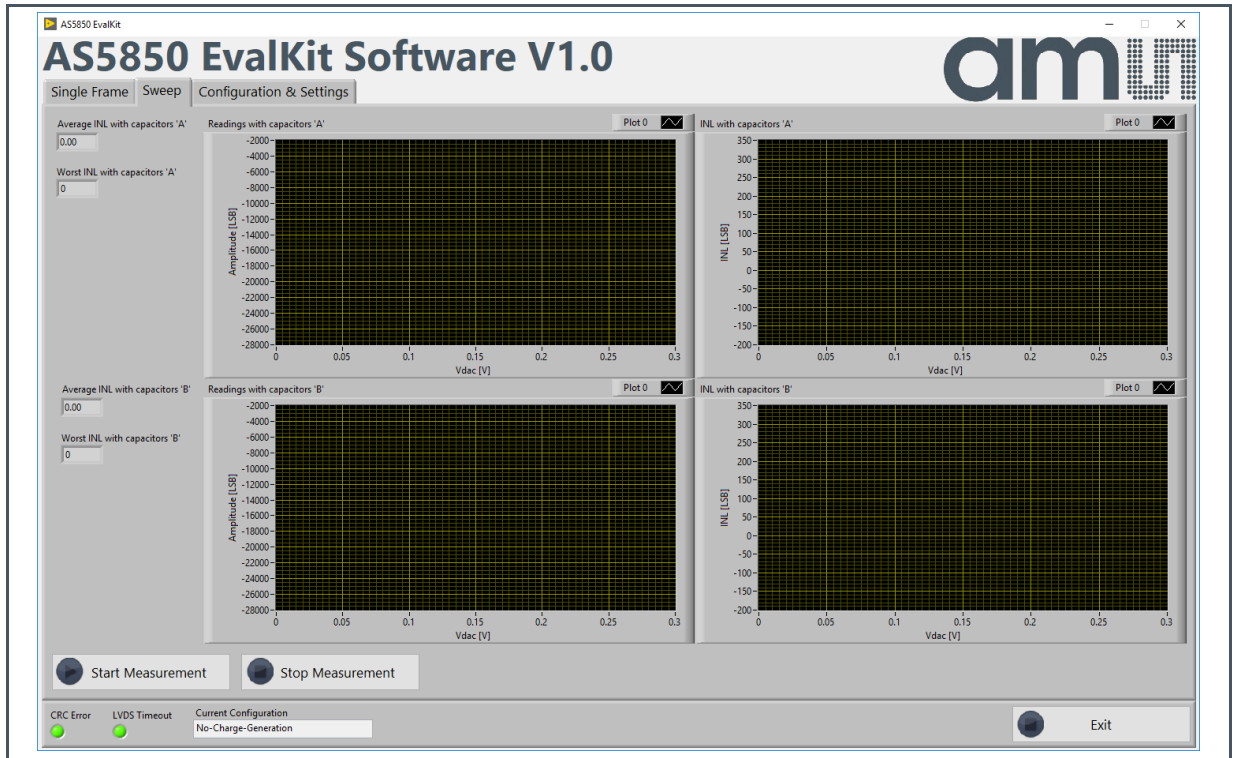 AS5850 EvalKit
AS5850 EvalKit Software V1.0
amu
Single Frame
Sweep
Configuration & Settings
Average INL with capacitors 'A'
0.00
Worst INL with capacitors 'A'
0
Readings with capacitors 'A'
Plot 0
Amplitude [LSB]
-2000
-4000
-6000
-8000
-10000
-12000
-14000
-16000
-18000
-20000
-22000
-24000
-26000
-28000
0 0.05 0.1 0.15 0.2 0.25 0.3
Vdac [V]
INL with capacitors 'A'
Plot 0
INL [LSB]
350
300
250
200
150
100
50
0
-50
-100
-150
-200
0 0.05 0.1 0.15 0.2 0.25 0.3
Vdac [V]
Average INL with capacitors 'B'
0.00
Worst INL with capacitors 'B'
0
Readings with capacitors 'B'
Plot 0
Amplitude [LSB]
-2000
-4000
-6000
-8000
-10000
-12000
-14000
-16000
-18000
-20000
-22000
-24000
-26000
-28000
0 0.05 0.1 0.15 0.2 0.25 0.3
Vdac [V]
INL with capacitors 'B'
Plot 0
INL [LSB]
350
300
250
200
150
100
50
0
-50
-100
-150
-200
0 0.05 0.1 0.15 0.2 0.25 0.3
Vdac [V]
Start Measurement
Stop Measurement
CRC Error
LVDS Timeout
Current Configuration
No-Charge-Generation
Exit